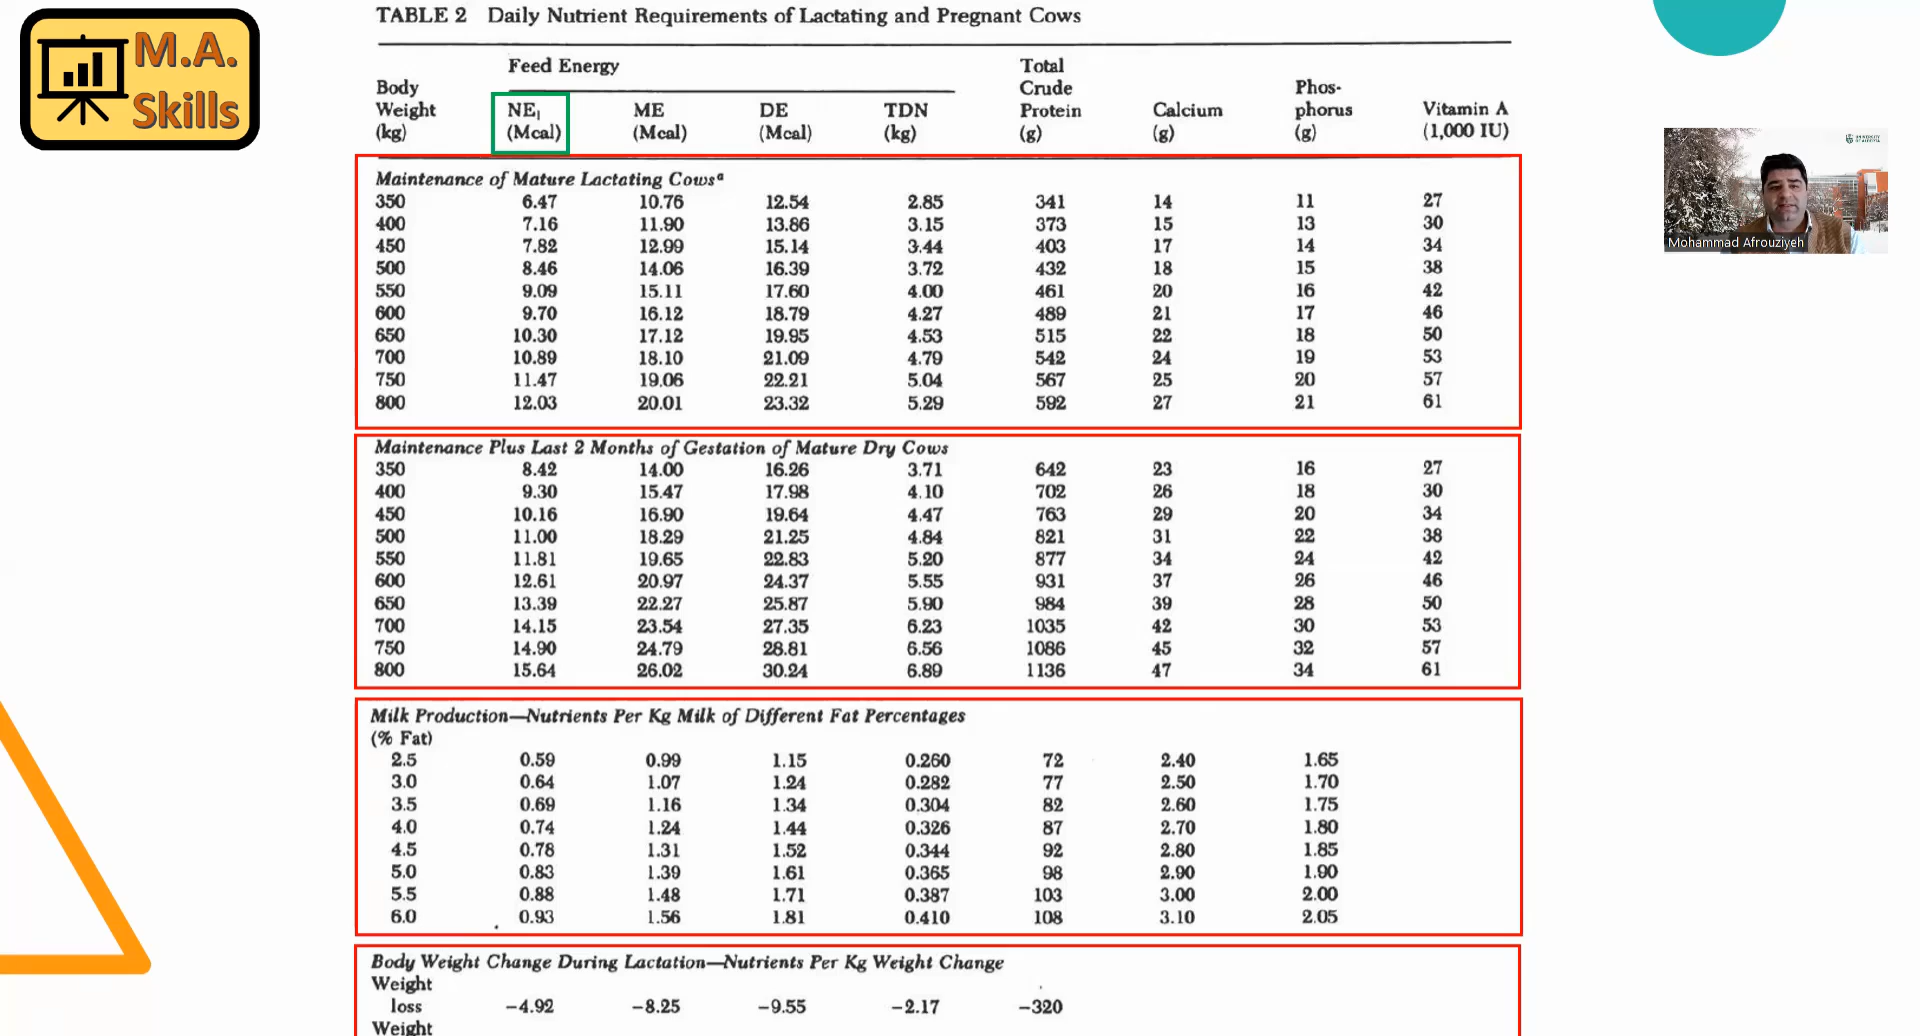 M.A.
Skills
TABLE 2 Daily Nutrient Requirements of Lactating and Pregnant Cows
Body Weight (kg) Feed Energy NEl (Mcal) ME (Mcal) DE (Mcal) TDN (kg) Total Crude Protein (g) Calcium (g) Phos-phorus (g) Vitamin A (1,000 IU)
Maintenance of Mature Lactating Cowsᵃ
350 6.47 10.76 12.54 2.85 341 14 11 27
400 7.16 11.90 13.86 3.15 373 15 13 30
450 7.82 12.99 15.14 3.44 403 17 14 34
500 8.46 14.06 16.39 3.72 432 18 15 38
550 9.09 15.11 17.60 4.00 461 20 16 42
600 9.70 16.12 18.79 4.27 489 21 17 46
650 10.30 17.12 19.95 4.53 515 22 18 50
700 10.89 18.10 21.09 4.79 542 24 19 53
750 11.47 19.06 22.21 5.04 567 25 20 57
800 12.03 20.01 23.32 5.29 592 27 21 61
Maintenance Plus Last 2 Months of Gestation of Mature Dry Cows
350 8.42 14.00 16.26 3.71 642 23 16 27
400 9.30 15.47 17.98 4.10 702 26 18 30
450 10.16 16.90 19.64 4.47 763 29 20 34
500 11.00 18.29 21.25 4.84 821 31 22 38
550 11.81 19.65 22.83 5.20 877 34 24 42
600 12.61 20.97 24.37 5.55 931 37 26 46
650 13.39 22.27 25.87 5.90 984 39 28 50
700 14.15 23.54 27.35 6.23 1035 42 30 53
750 14.90 24.79 28.81 6.56 1086 45 32 57
800 15.64 26.02 30.24 6.89 1136 47 34 61
Milk Production—Nutrients Per Kg Milk of Different Fat Percentages
(% Fat)
2.5 0.59 0.99 1.15 0.260 72 2.40 1.65
3.0 0.64 1.07 1.24 0.282 77 2.50 1.70
3.5 0.69 1.16 1.34 0.304 82 2.60 1.75
4.0 0.74 1.24 1.44 0.326 87 2.70 1.80
4.5 0.78 1.31 1.52 0.344 92 2.80 1.85
5.0 0.83 1.39 1.61 0.365 98 2.90 1.90
5.5 0.88 1.48 1.71 0.387 103 3.00 2.00
6.0 0.93 1.56 1.81 0.410 108 3.10 2.05
Body Weight Change During Lactation—Nutrients Per Kg Weight Change
Weight
loss −4.92 −8.25 −9.55 −2.17 −320
Weight
UNIVERSITY
OF ALBERTA
Mohammad Afrouziyeh